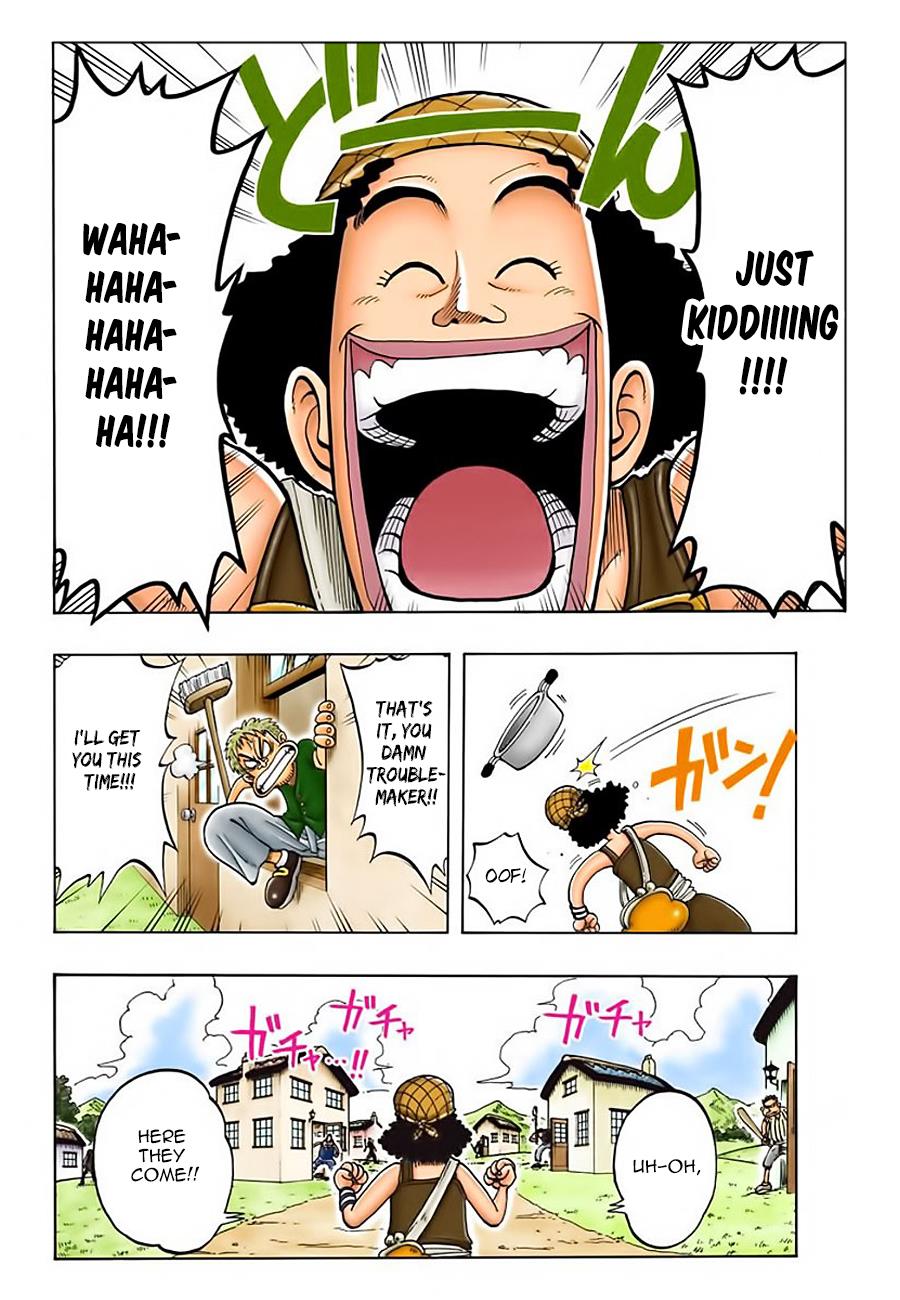 どーん
JUST
KIDDIIIING
!!!!
WAHA-
HAHA-
HAHA-
HAHA-
HA!!!
ガン!
OOF!
THAT'S
IT, YOU
DAMN
TROUBLE-
MAKER!!
I'LL GET
YOU THIS
TIME!!!
ガチャ
ガチャ
ガチャ…!!
UH-OH,
HERE
THEY
COME!!